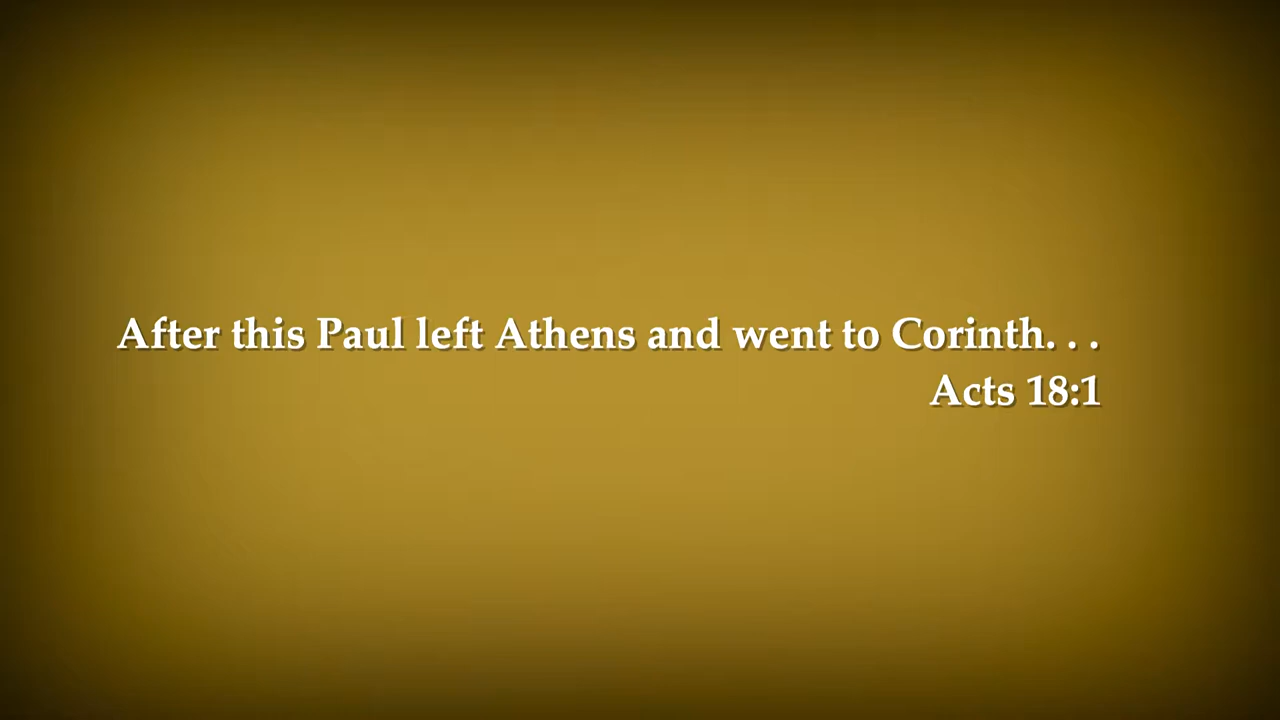 After this Paul left Athens and went to Corinth. . .
Acts 18:1